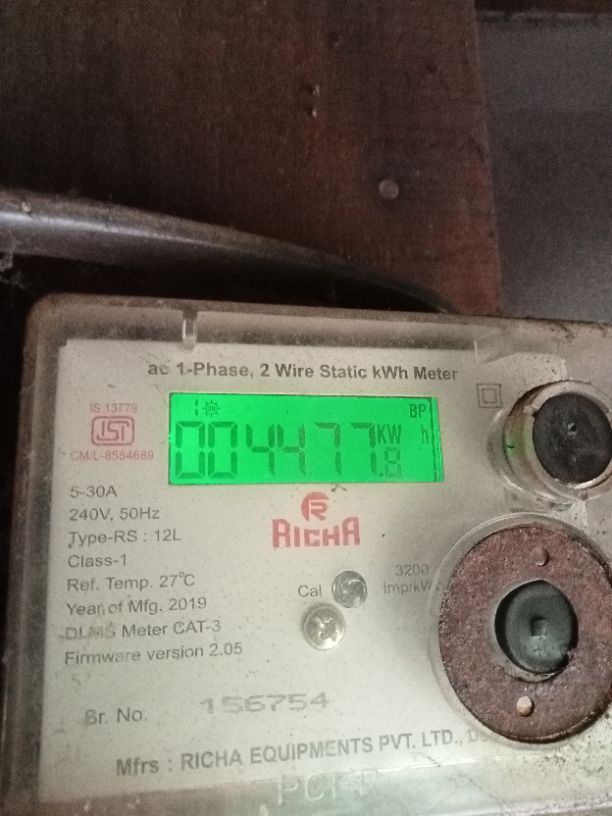 ac 1-Phase, 2 Wire Static kWh Meter
IS 13779
ISI
CM/L-8554689
1 BP
004477.8 KW h
5-30A
240V, 50Hz
Type-RS : 12L
Class-1
Ref. Temp. 27°C
Year of Mfg. 2019
DLMS Meter CAT-3
Firmware version 2.05
RICHA
Cal
3200
Imp/kW
Sr. No. 156754
Mfrs : RICHA EQUIPMENTS PVT. LTD.,